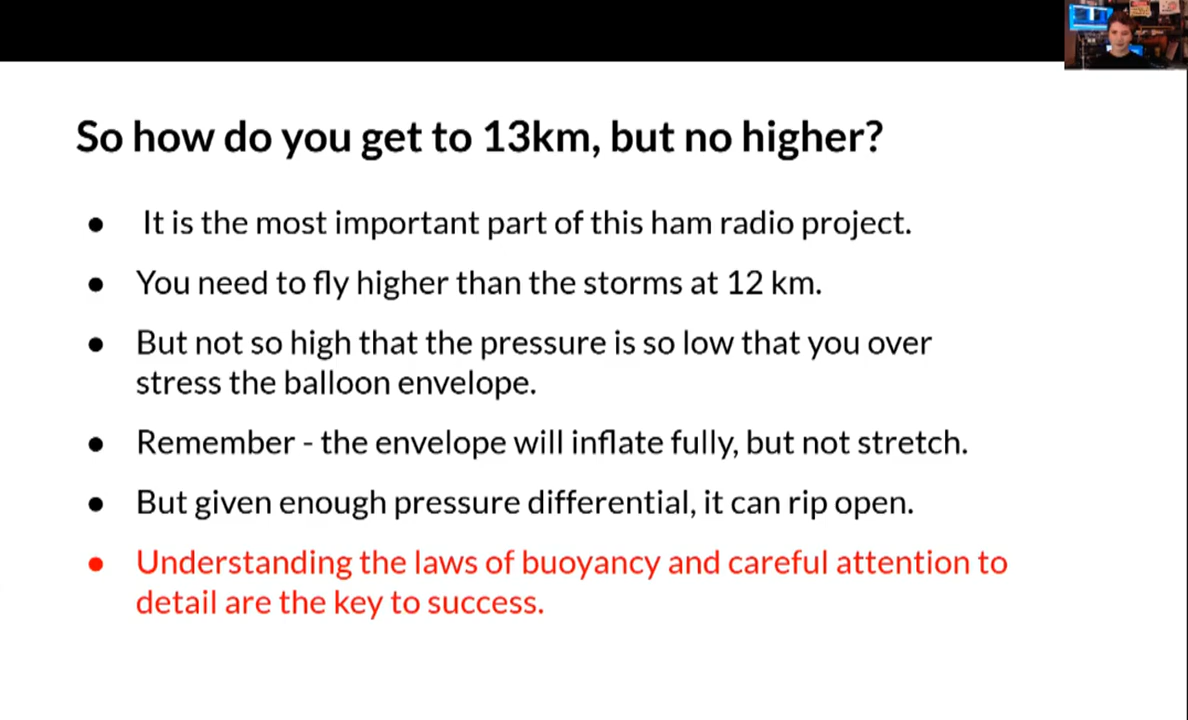 So how do you get to 13km, but no higher?
● It is the most important part of this ham radio project.
● You need to fly higher than the storms at 12 km.
● But not so high that the pressure is so low that you over
stress the balloon envelope.
● Remember - the envelope will inflate fully, but not stretch.
● But given enough pressure differential, it can rip open.
● Understanding the laws of buoyancy and careful attention to
detail are the key to success.